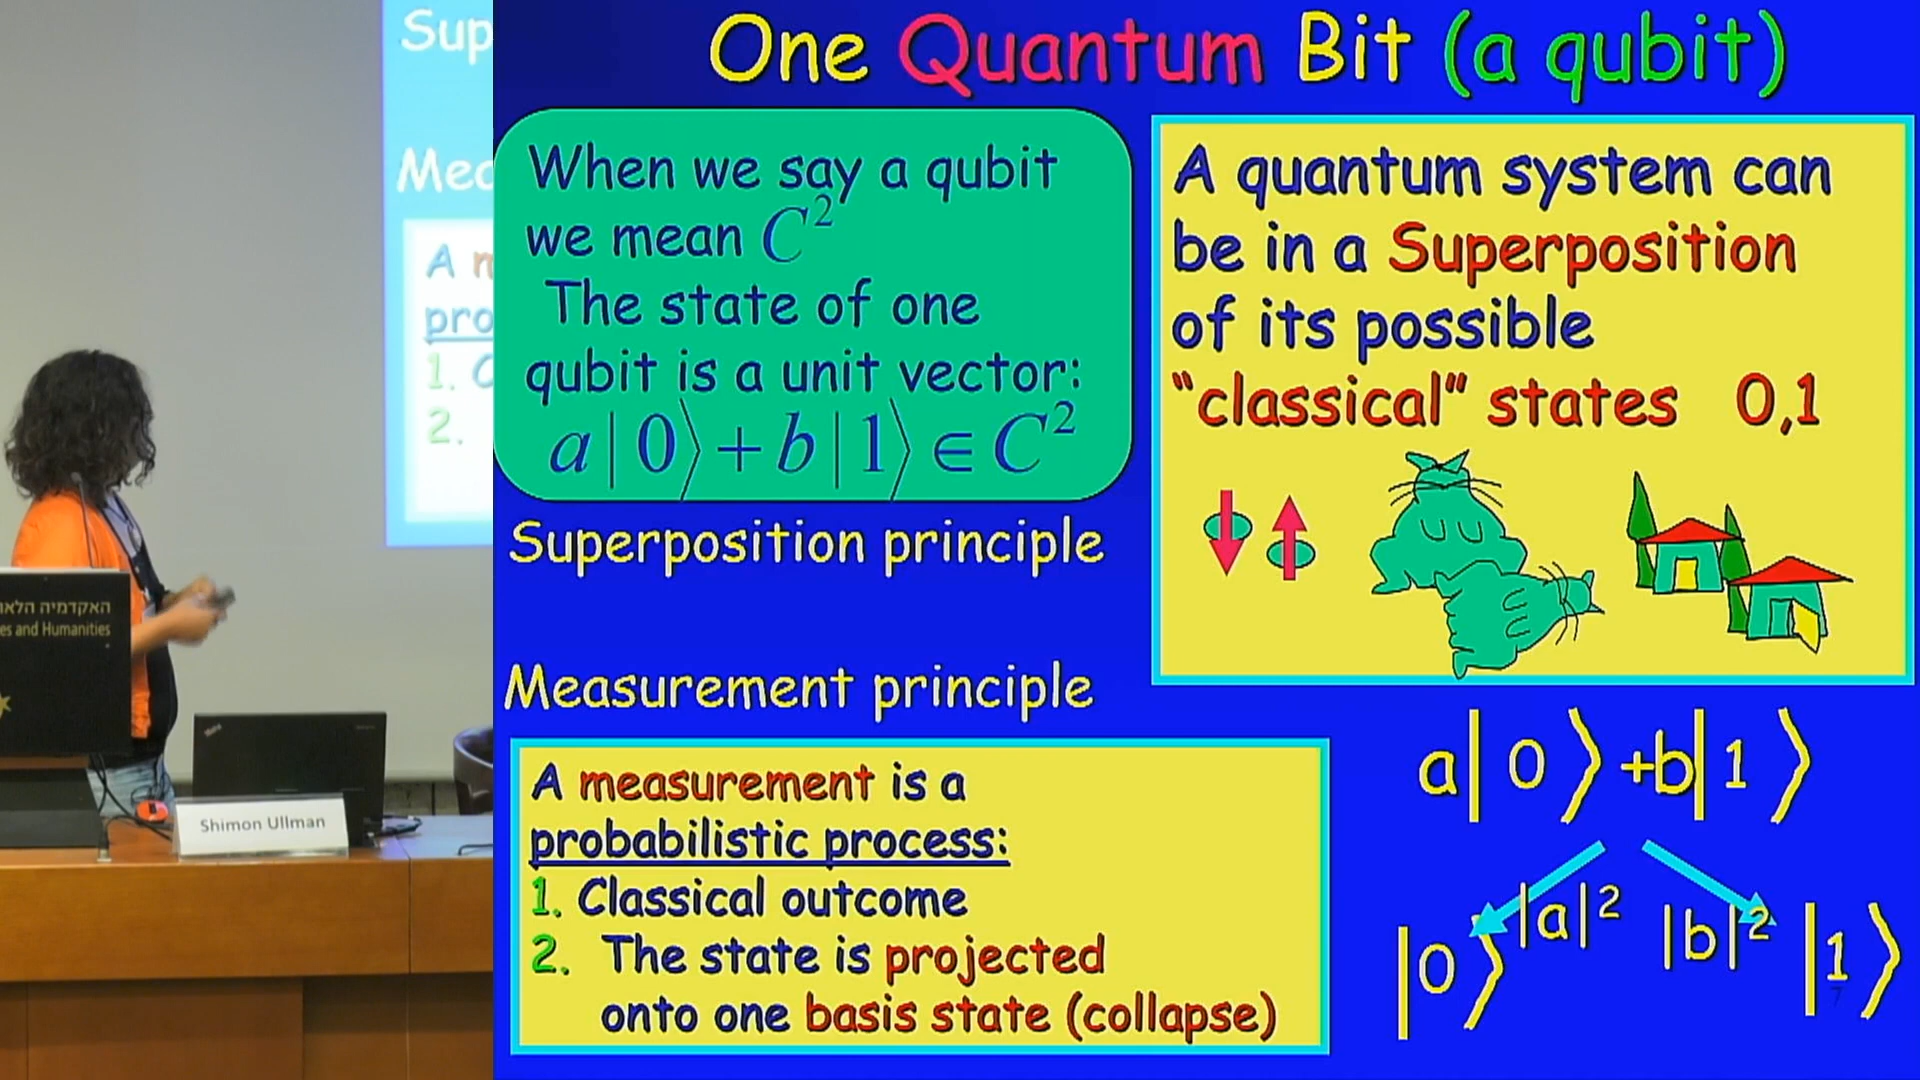 Sup
Mea
A m
pro
1. C
2.
האקדמיה הלאו
es and Humanities
Shimon Ullman
One Quantum Bit (a qubit)
When we say a qubit
we mean C²
The state of one
qubit is a unit vector:
a|0⟩+b|1⟩∈C²
Superposition principle
Measurement principle
A quantum system can
be in a Superposition
of its possible
“classical” states 0,1
A measurement is a
probabilistic process:
1. Classical outcome
2. The state is projected
onto one basis state (collapse)
a|0⟩+b|1⟩
|a|² |b|²
|0⟩ |1⟩
7